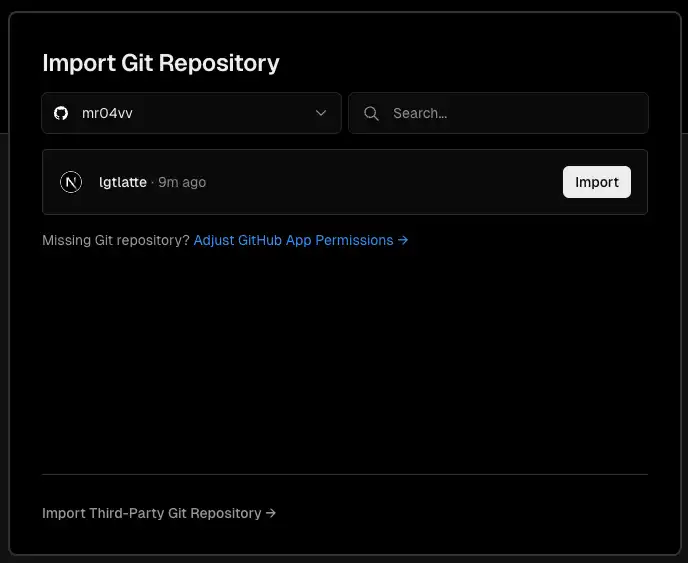 Import Git Repository
mr04vv
Search...
lgtlatte · 9m ago
Import
Missing Git repository? Adjust GitHub App Permissions →
Import Third-Party Git Repository →